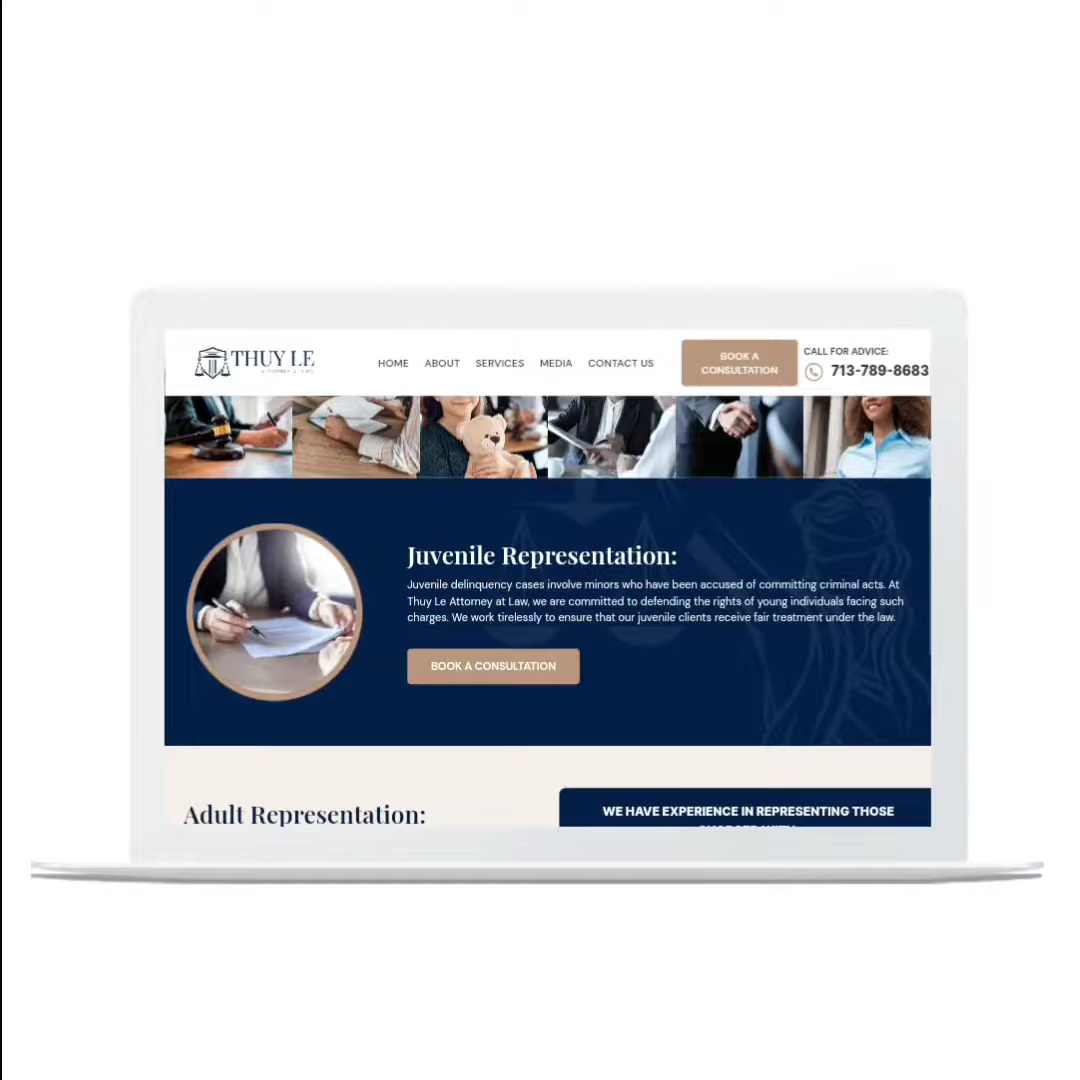 THUY LE
HOME ABOUT SERVICES MEDIA CONTACT US
BOOK A
CONSULTATION
CALL FOR ADVICE:
713-789-8683
Juvenile Representation:
Juvenile delinquency cases involve minors who have been accused of committing criminal acts. At
Thuy Le Attorney at Law, we are committed to defending the rights of young individuals facing such
charges. We work tirelessly to ensure that our juvenile clients receive fair treatment under the law.
BOOK A CONSULTATION
Adult Representation:
WE HAVE EXPERIENCE IN REPRESENTING THOSE